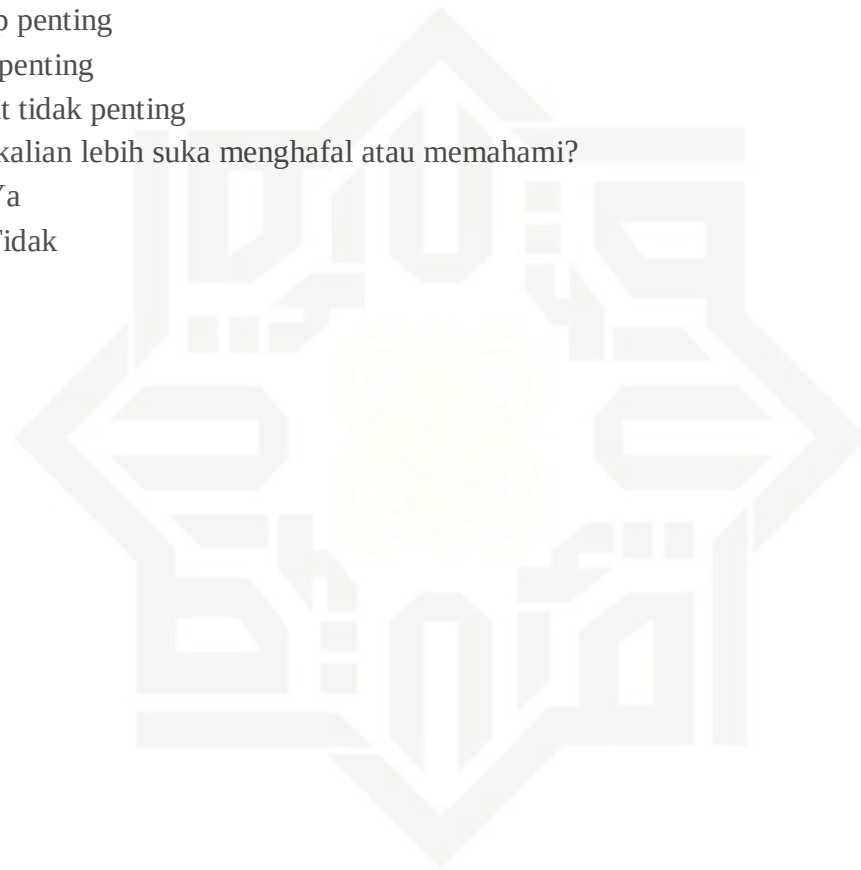 p penting
penting
t tidak penting
kalian lebih suka menghafal atau memahami?
Ya
Tidak